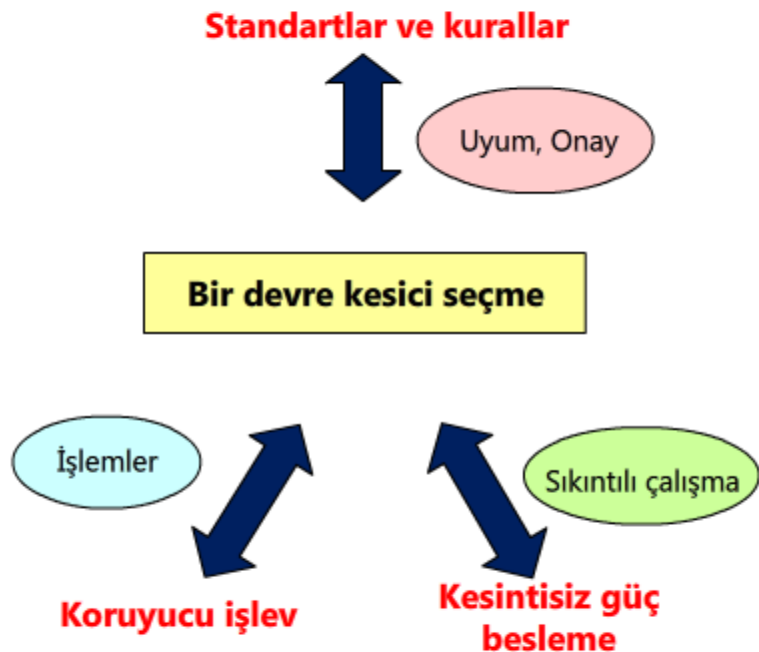 Standartlar ve kurallar
Uyum, Onay
Bir devre kesici seçme
İşlemler
Sıkıntılı çalışma
Koruyucu işlev
Kesintisiz güç
besleme